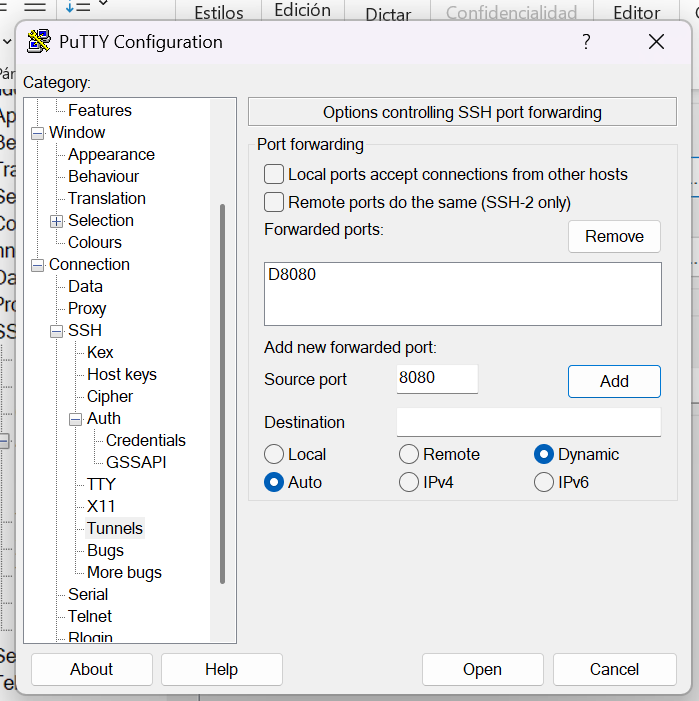 Estilos
Edición
Dictar
Confidencialidad
Editor
PuTTY Configuration
?
Category:
Features
Window
Appearance
Behaviour
Translation
Selection
Colours
Connection
Data
Proxy
SSH
Kex
Host keys
Cipher
Auth
Credentials
GSSAPI
TTY
X11
Tunnels
Bugs
More bugs
Serial
Telnet
Rlogin
Options controlling SSH port forwarding
Port forwarding
Local ports accept connections from other hosts
Remote ports do the same (SSH-2 only)
Forwarded ports:
Remove
D8080
Add new forwarded port:
Source port
8080
Add
Destination
Local
Remote
Dynamic
Auto
IPv4
IPv6
About
Help
Open
Cancel